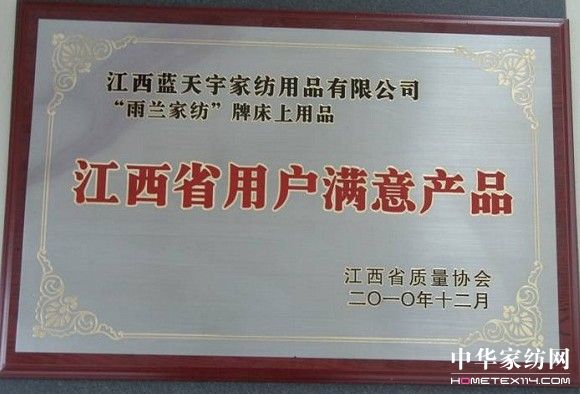 江西蓝天宇家纺用品有限公司
“雨兰家纺”牌床上用品
江西省用户满意产品
江西省质量协会
二〇一〇年十二月
中华家纺网
HOMETEX114.COM